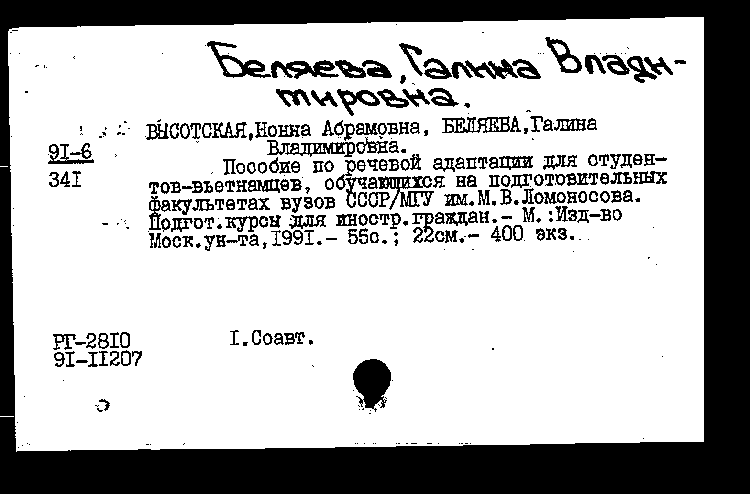 Беляева, Галина Влади-
мировна.
ВЫСОТСКАЯ,Нонна Абрамовна, БЕЛЯЕВА,Галина
91-6 Владимировна.
341 Пособие по речевой адаптации для студен-
тов-вьетнамцев, обучающихся на подготовительных
факультетах вузов СССР/МГУ им.М.В.Ломоносова.
Подгот.курсы для иностр.граждан.- М.:Изд-во
Моск.ун-та,1991.- 55с.; 22см.- 400 экз.
РГ-2810 1.Соавт.
91-11207